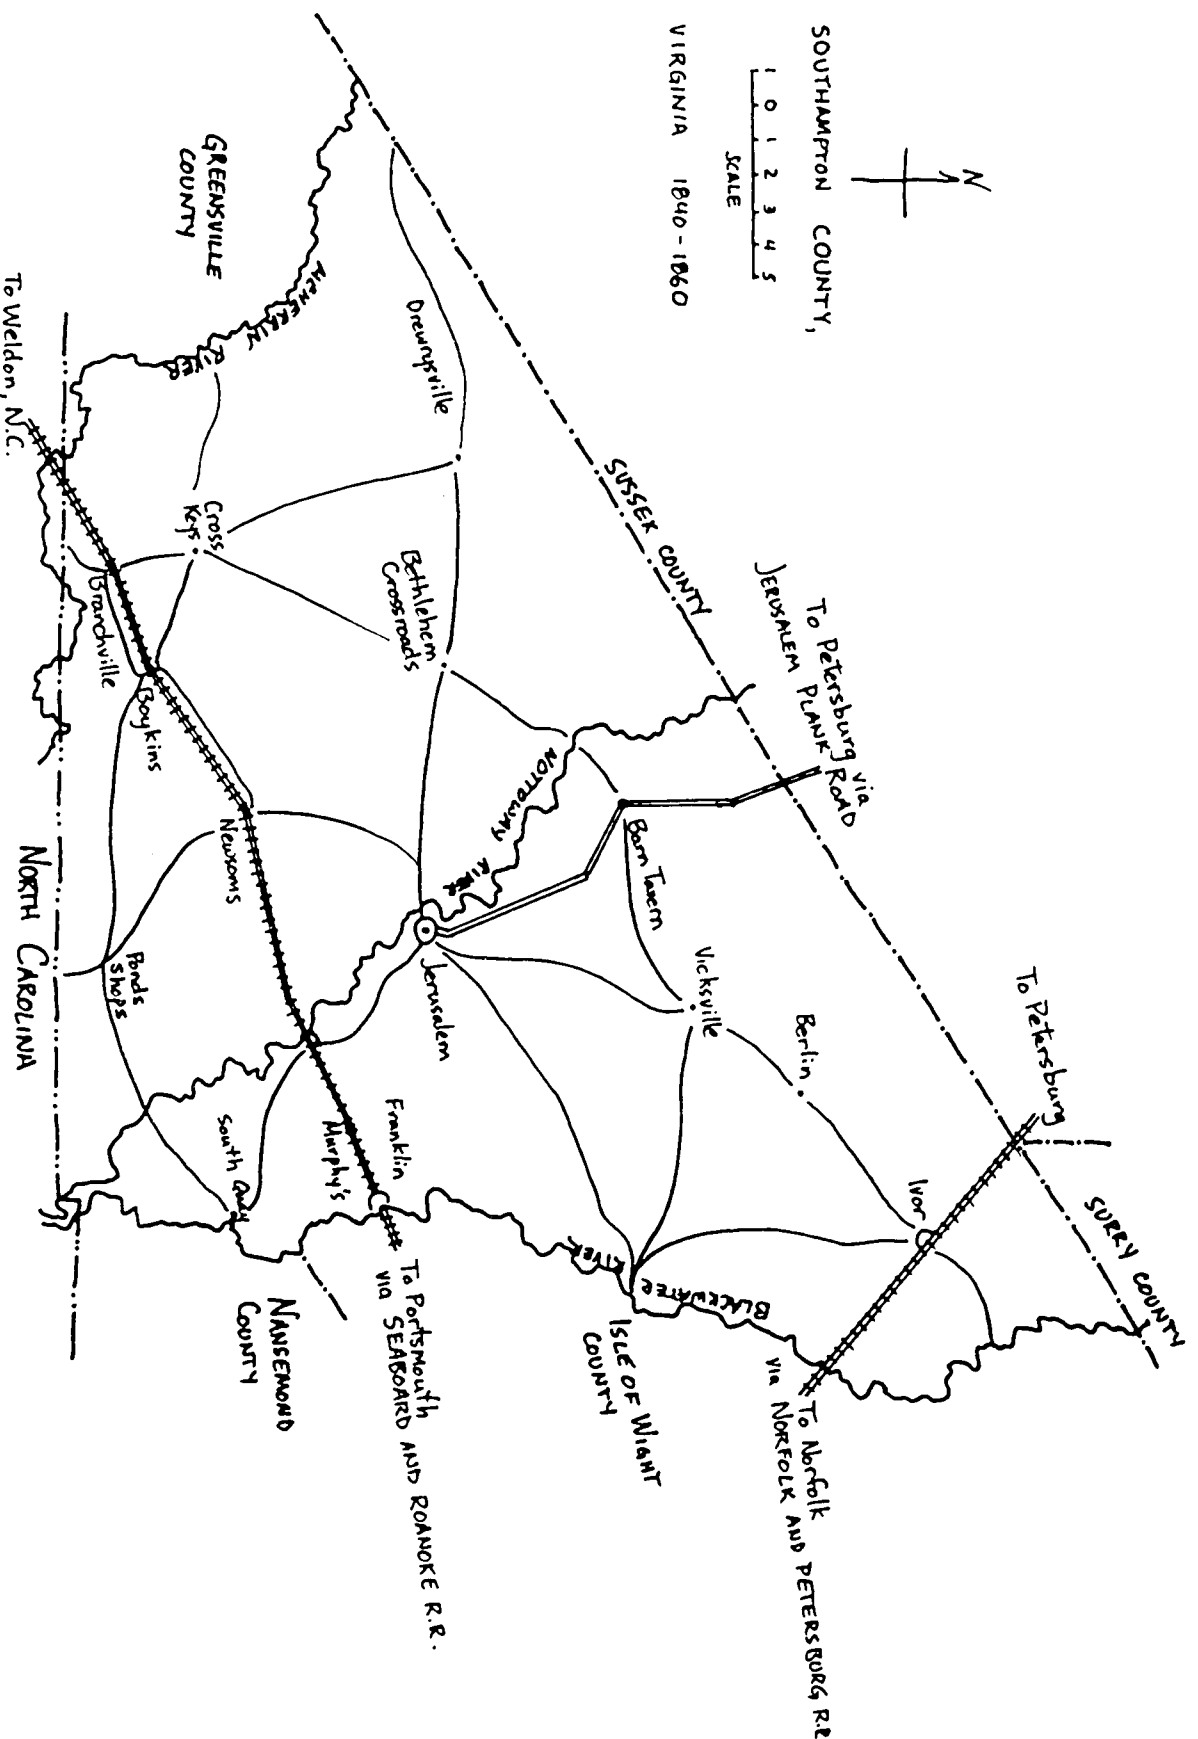 SOUTHAMPTON COUNTY,
N
1 0 1 2 3 4 5
SCALE
VIRGINIA 1840-1860
To Petersburg
SURRY COUNTY
To Petersburg via
JERUSALEM PLANK ROAD
SUSSEX COUNTY
Ivor
Berlin
Vicksville
Barn Tavern
To Norfolk
via NORFOLK AND PETERSBURG R.R
BLACKWATER RIVER
ISLE OF WIGHT
COUNTY
NOTTOWAY RIVER
Drewrysville
Bethlehem
Crossroads
Jerusalem
Franklin
Murphy's
To Portsmouth
via SEABOARD AND ROANOKE R.R.
GREENSVILLE
COUNTY
MEHERRIN RIVER
Cross
Keys
Newsoms
South Quay
NANSEMOND
COUNTY
Branchville
Boykins
Ponds
Shops
To Weldon, N.C.
NORTH CAROLINA